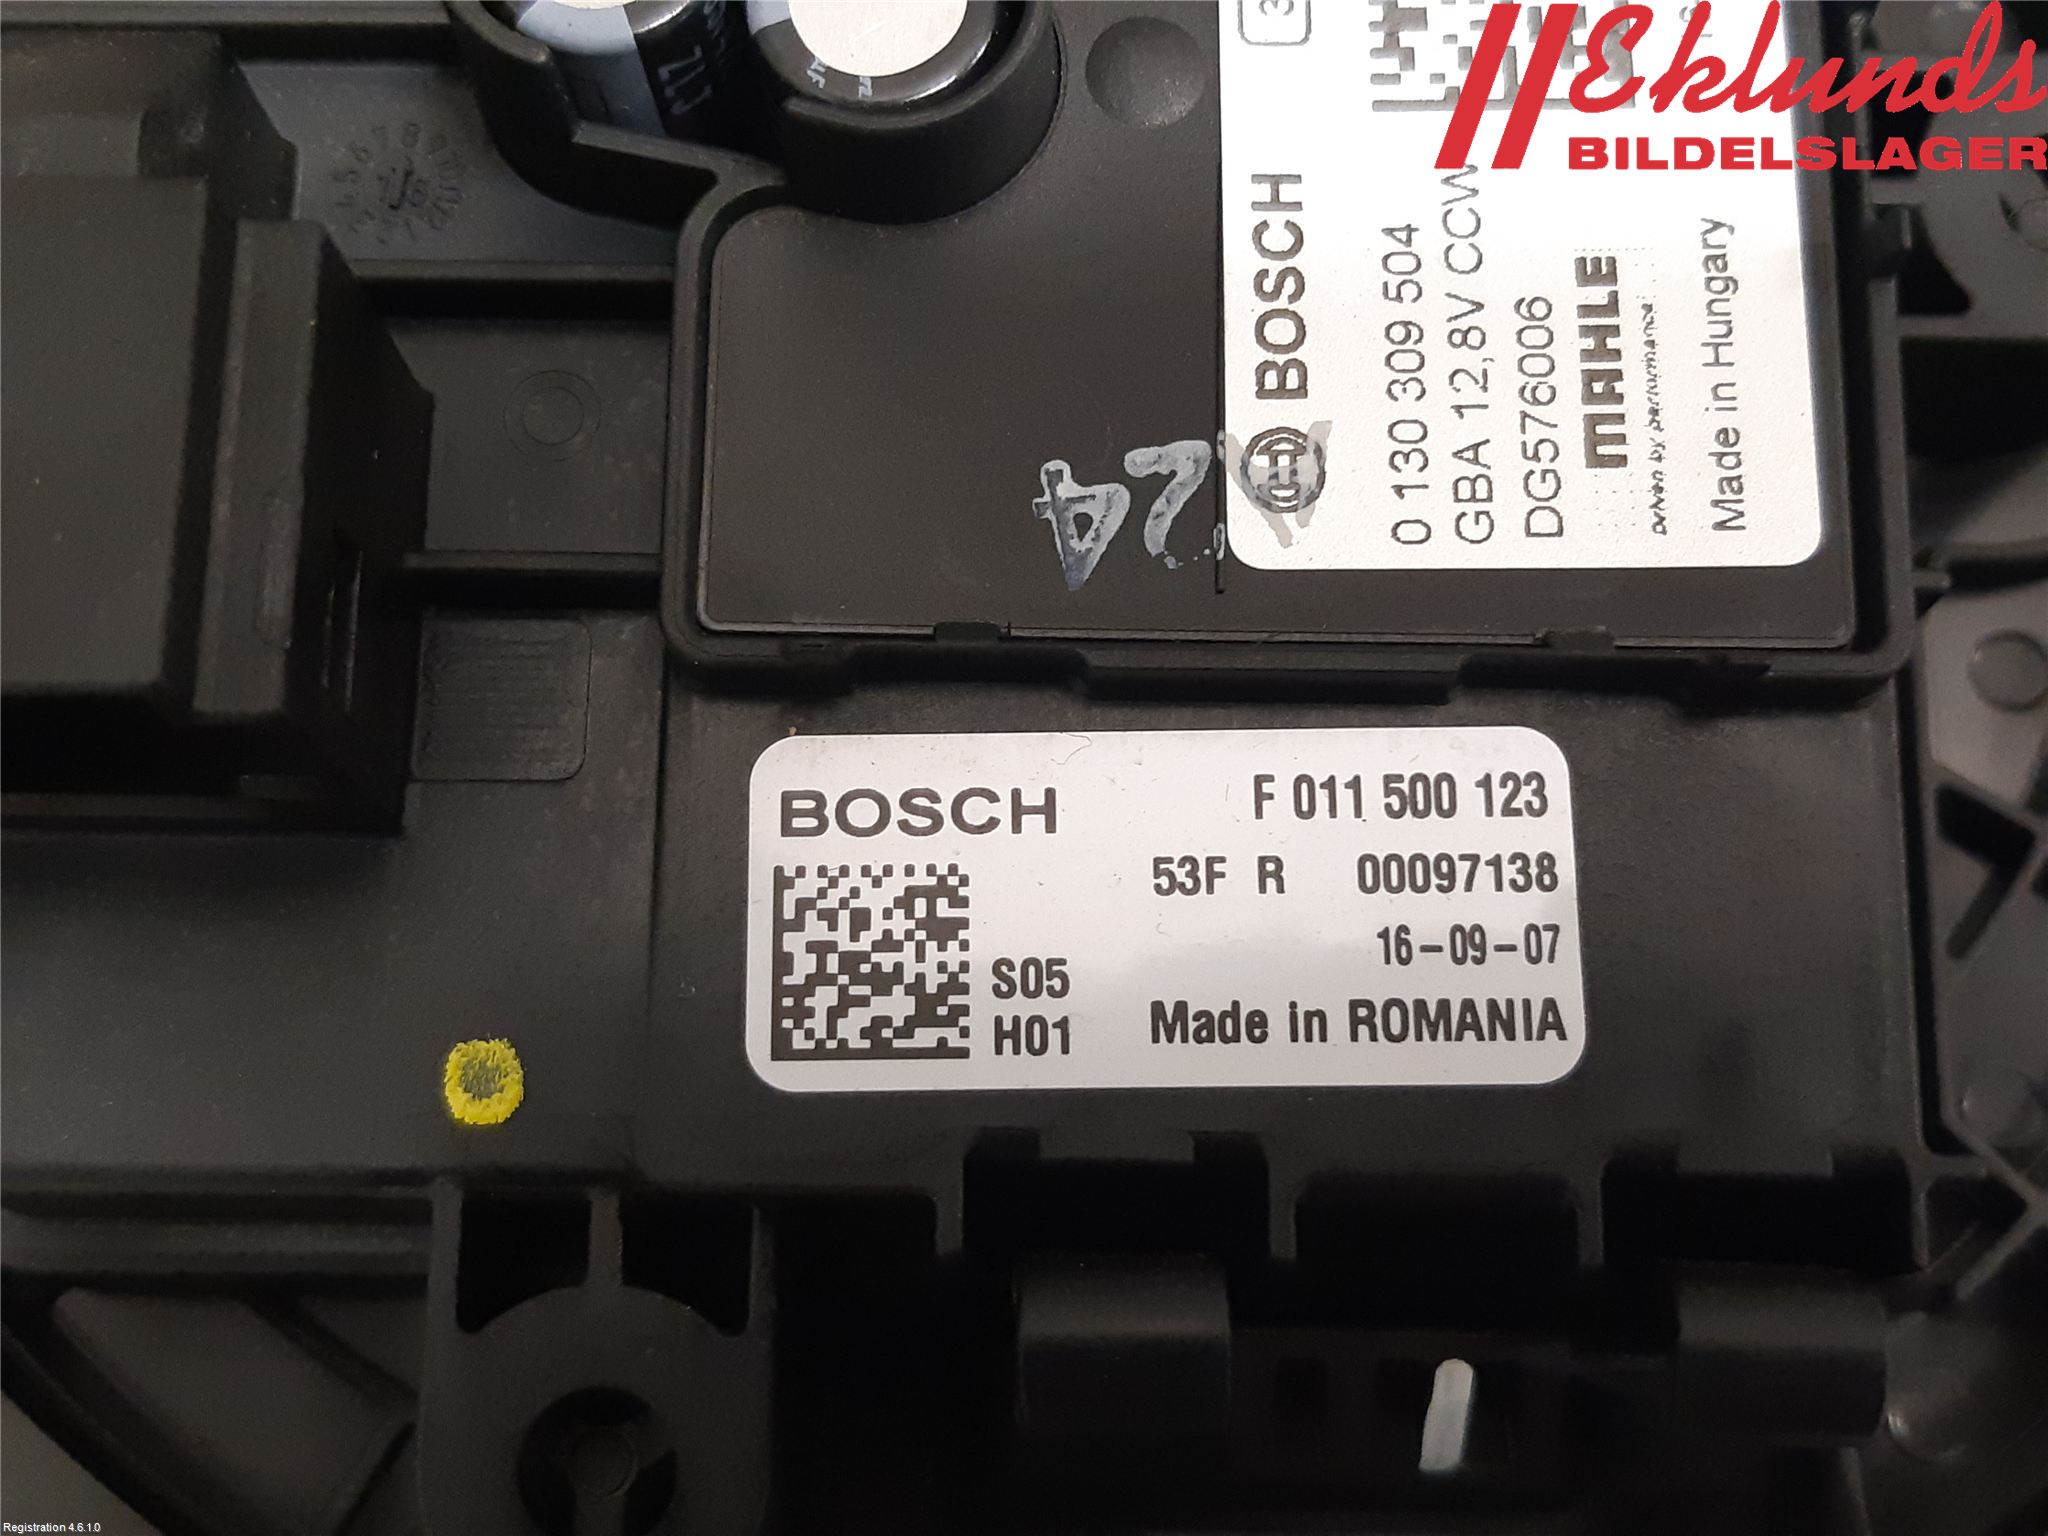 Eklunds
BILDELSLAGER
BOSCH
0 130 309 504
GBA 12,8V CCW
DG576006
MAHLE
Driven by performance
Made in Hungary
24
BOSCH
F 011 500 123
53F R 00097138
16-09-07
S05
H01
Made in ROMANIA
Registration 4.6.1.0